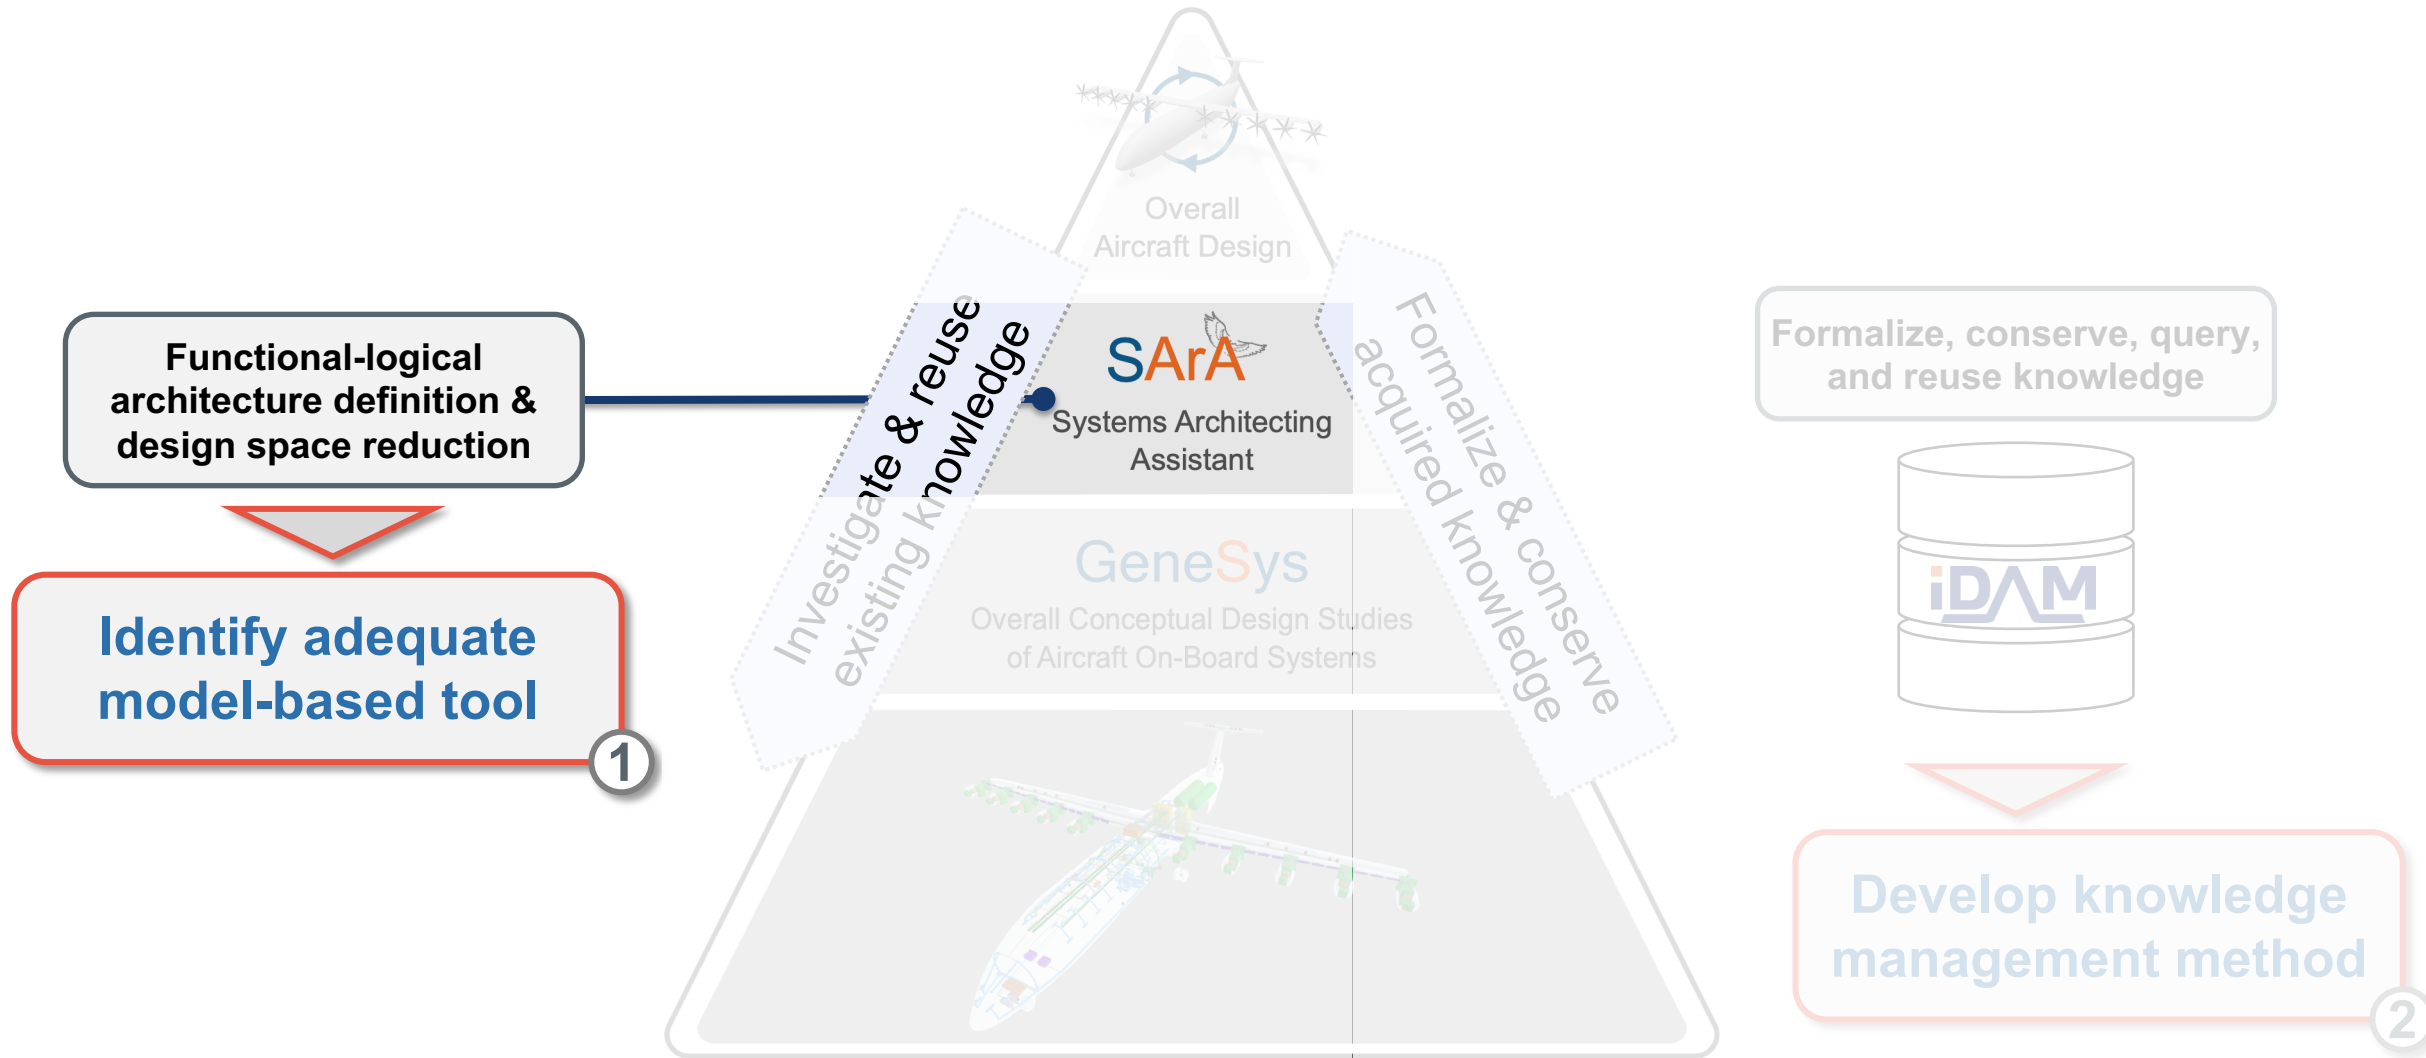 Overall
Aircraft Design
Functional-logical
architecture definition &
design space reduction
Identify adequate
model-based tool
1
Investigate & reuse
existing knowledge
SArA
Systems Architecting
Assistant
GeneSys
Overall Conceptual Design Studies
of Aircraft On-Board Systems
Formalize & conserve
acquired knowledge
Formalize, conserve, query,
and reuse knowledge
iDAM
Develop knowledge
management method
2